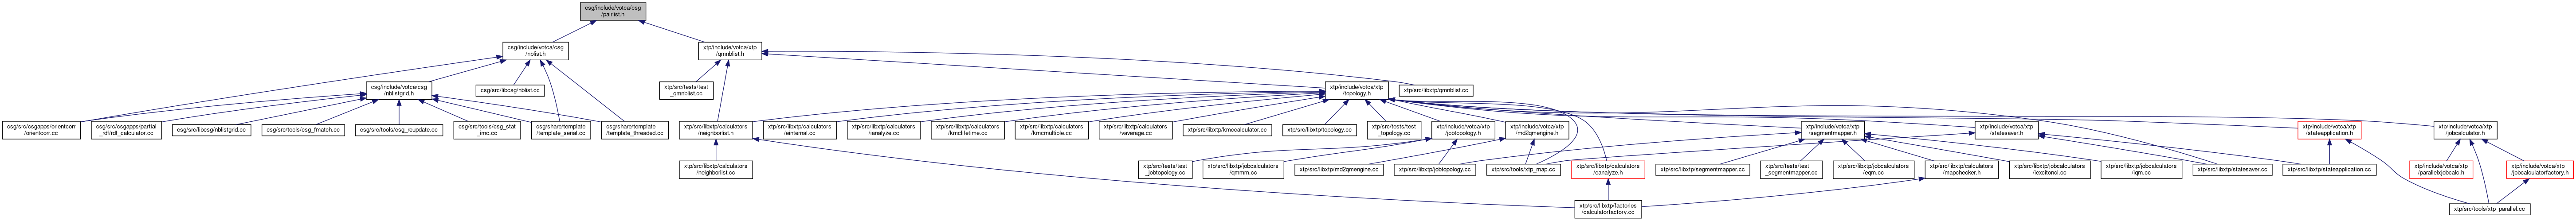 csg/include/votca/csg
/pairlist.h
csg/include/votca/csg
/nblist.h
xtp/include/votca/xtp
/qmnblist.h
csg/include/votca/csg
/nblistgrid.h
csg/src/libcsg/nblist.cc
xtp/src/tests/test
_qmnblist.cc
xtp/include/votca/xtp
/topology.h
xtp/src/libxtp/qmnblist.cc
csg/src/csgapps/orientcorr
/orientcorr.cc
csg/src/csgapps/partial
_rdf/rdf_calculator.cc
csg/src/libcsg/nblistgrid.cc
csg/src/tools/csg_fmatch.cc
csg/src/tools/csg_reupdate.cc
csg/src/tools/csg_stat
_imc.cc
csg/share/template
/template_serial.cc
csg/share/template
/template_threaded.cc
xtp/src/libxtp/calculators
/neighborlist.h
xtp/src/libxtp/calculators
/einternal.cc
xtp/src/libxtp/calculators
/ianalyze.cc
xtp/src/libxtp/calculators
/kmclifetime.cc
xtp/src/libxtp/calculators
/kmcmultiple.cc
xtp/src/libxtp/calculators
/vaverage.cc
xtp/src/libxtp/kmccalculator.cc
xtp/src/libxtp/topology.cc
xtp/src/tests/test
_topology.cc
xtp/include/votca/xtp
/jobtopology.h
xtp/include/votca/xtp
/md2qmengine.h
xtp/include/votca/xtp
/segmentmapper.h
xtp/include/votca/xtp
/statesaver.h
xtp/include/votca/xtp
/stateapplication.h
xtp/include/votca/xtp
/jobcalculator.h
xtp/src/libxtp/calculators
/neighborlist.cc
xtp/src/tests/test
_jobtopology.cc
xtp/src/libxtp/jobcalculators
/qmmm.cc
xtp/src/libxtp/md2qmengine.cc
xtp/src/libxtp/jobtopology.cc
xtp/src/tools/xtp_map.cc
xtp/src/libxtp/calculators
/eanalyze.h
xtp/src/libxtp/segmentmapper.cc
xtp/src/tests/test
_segmentmapper.cc
xtp/src/libxtp/jobcalculators
/eqm.cc
xtp/src/libxtp/calculators
/mapchecker.h
xtp/src/libxtp/jobcalculators
/iexcitoncl.cc
xtp/src/libxtp/jobcalculators
/iqm.cc
xtp/src/libxtp/statesaver.cc
xtp/src/libxtp/stateapplication.cc
xtp/include/votca/xtp
/parallelxjobcalc.h
xtp/include/votca/xtp
/jobcalculatorfactory.h
xtp/src/libxtp/factories
/calculatorfactory.cc
xtp/src/tools/xtp_parallel.cc